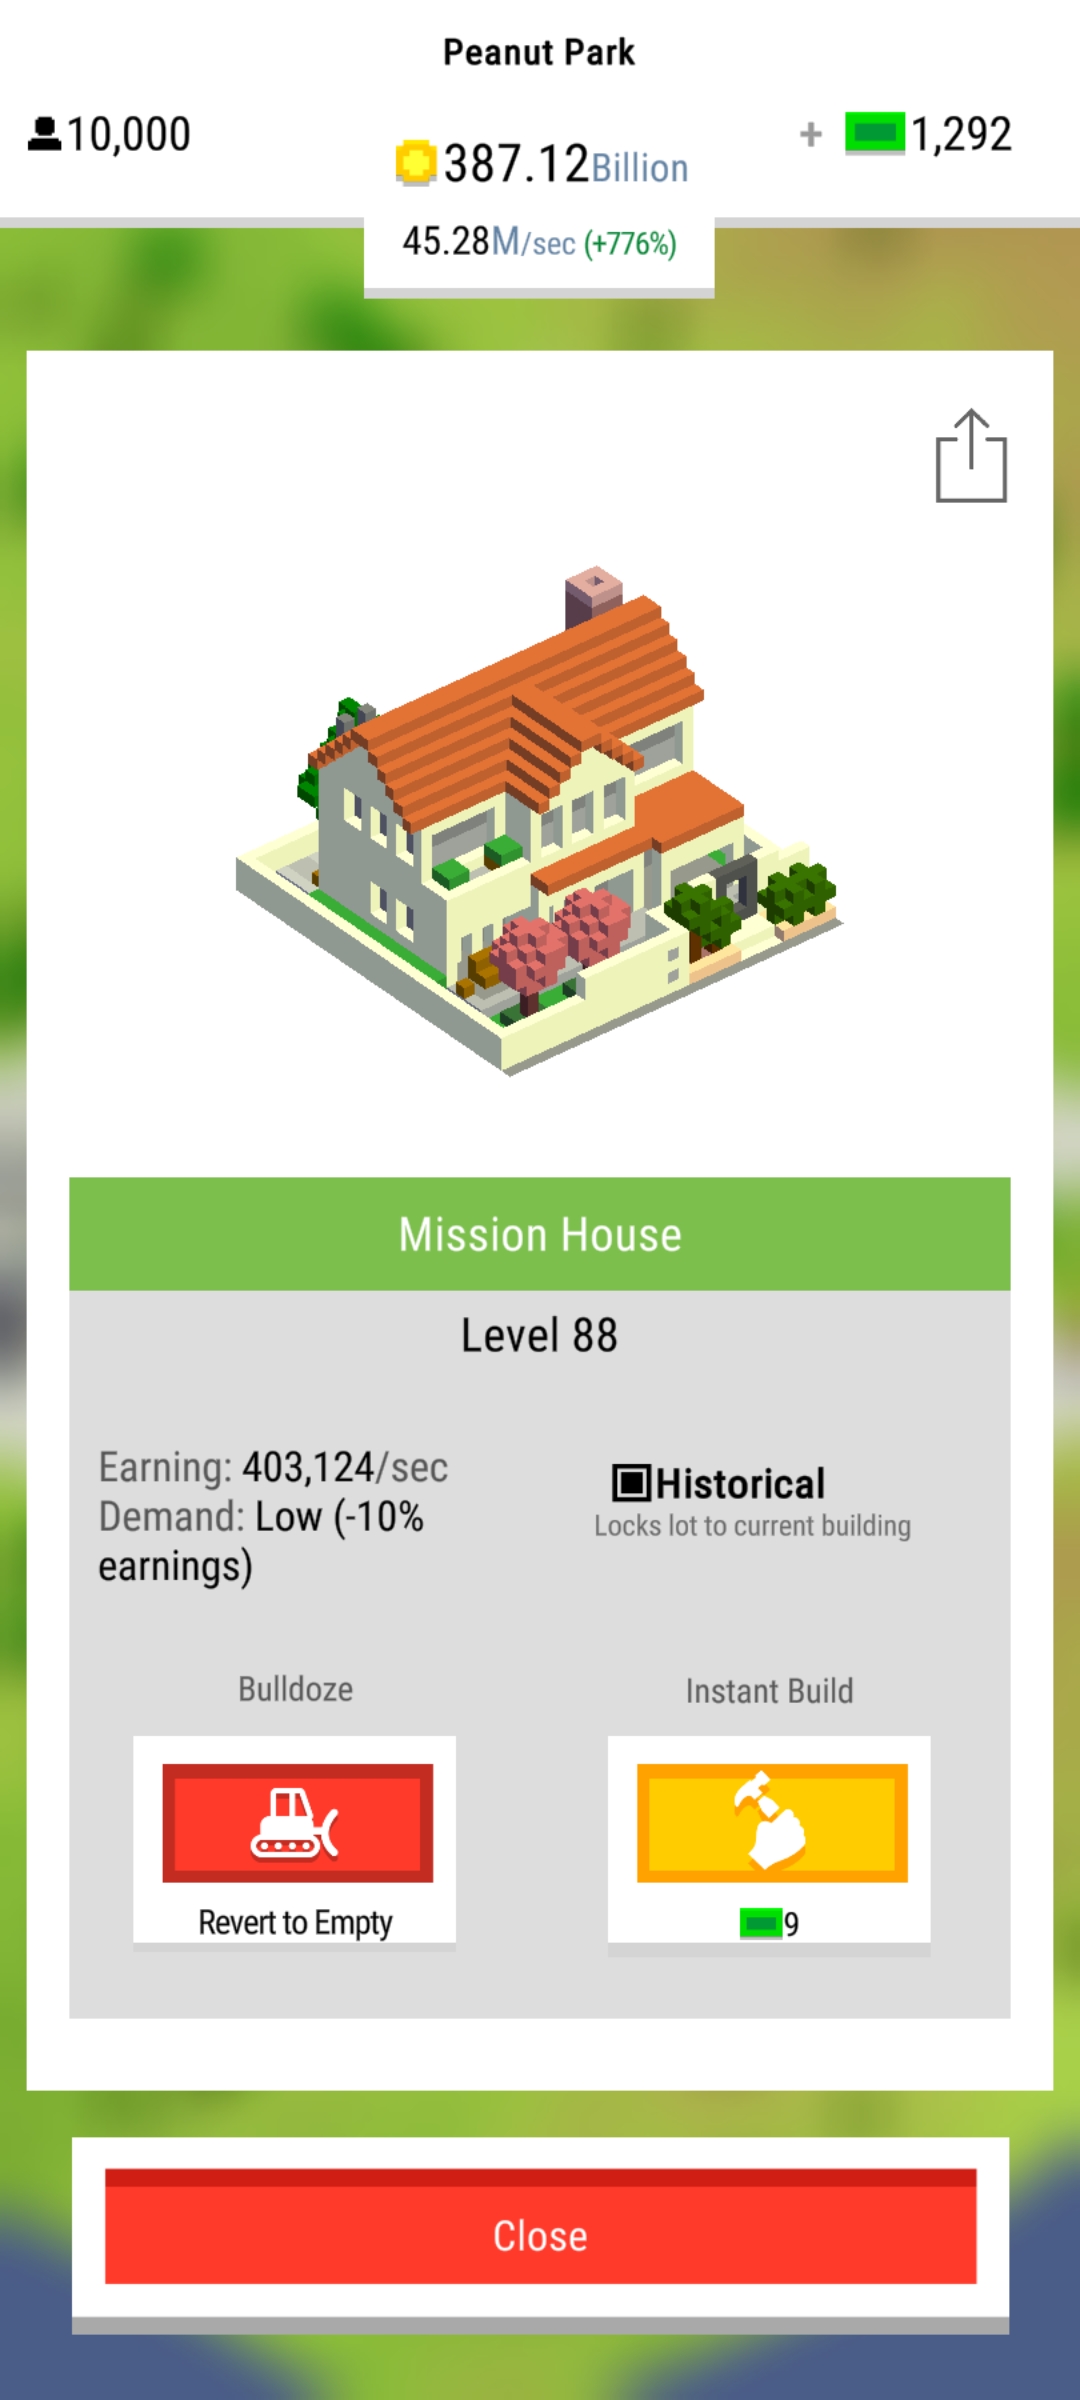 Peanut Park
10,000
387.12Billion
+ 1,292
45.28M/sec (+776%)
Mission House
Level 88
Earning: 403,124/sec
Demand: Low (-10%
earnings)
Historical
Locks lot to current building
Bulldoze
Revert to Empty
Instant Build
9
Close